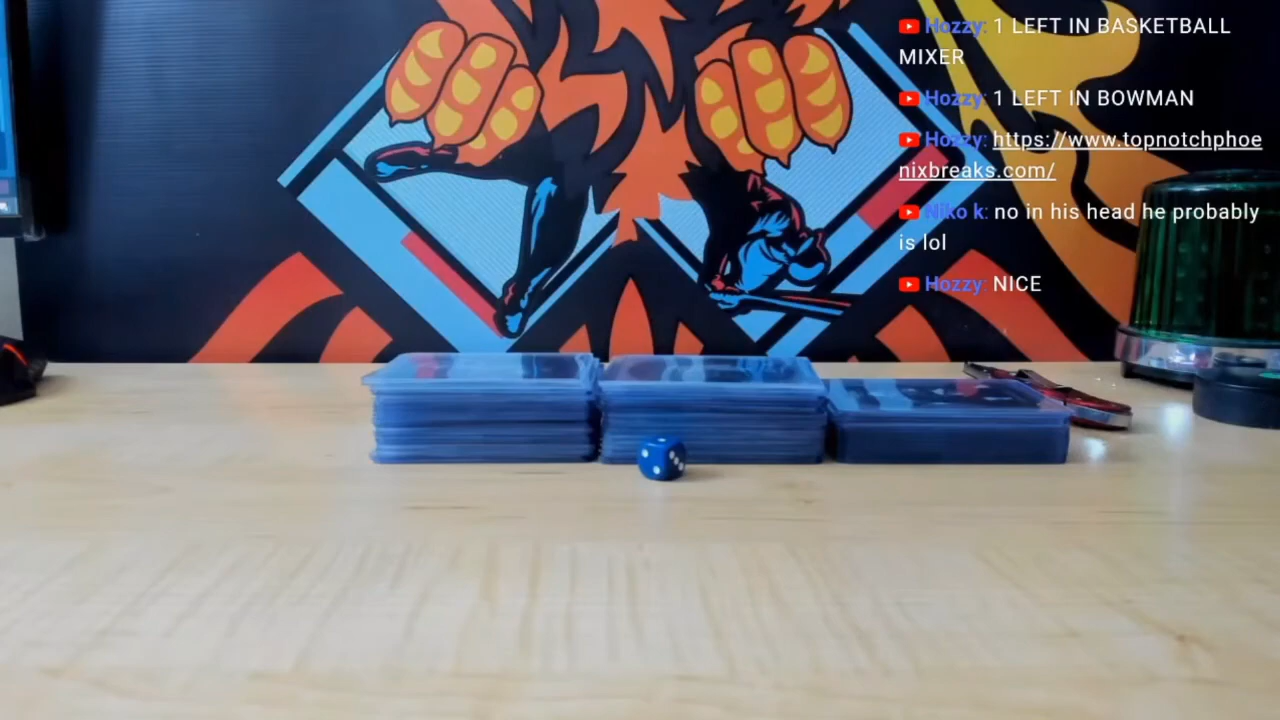 Hozzy: 1 LEFT IN BASKETBALL
MIXER
Hozzy: 1 LEFT IN BOWMAN
Hozzy: https://www.topnotchphoe
nixbreaks.com/
Niko k: no in his head he probably
is lol
Hozzy: NICE